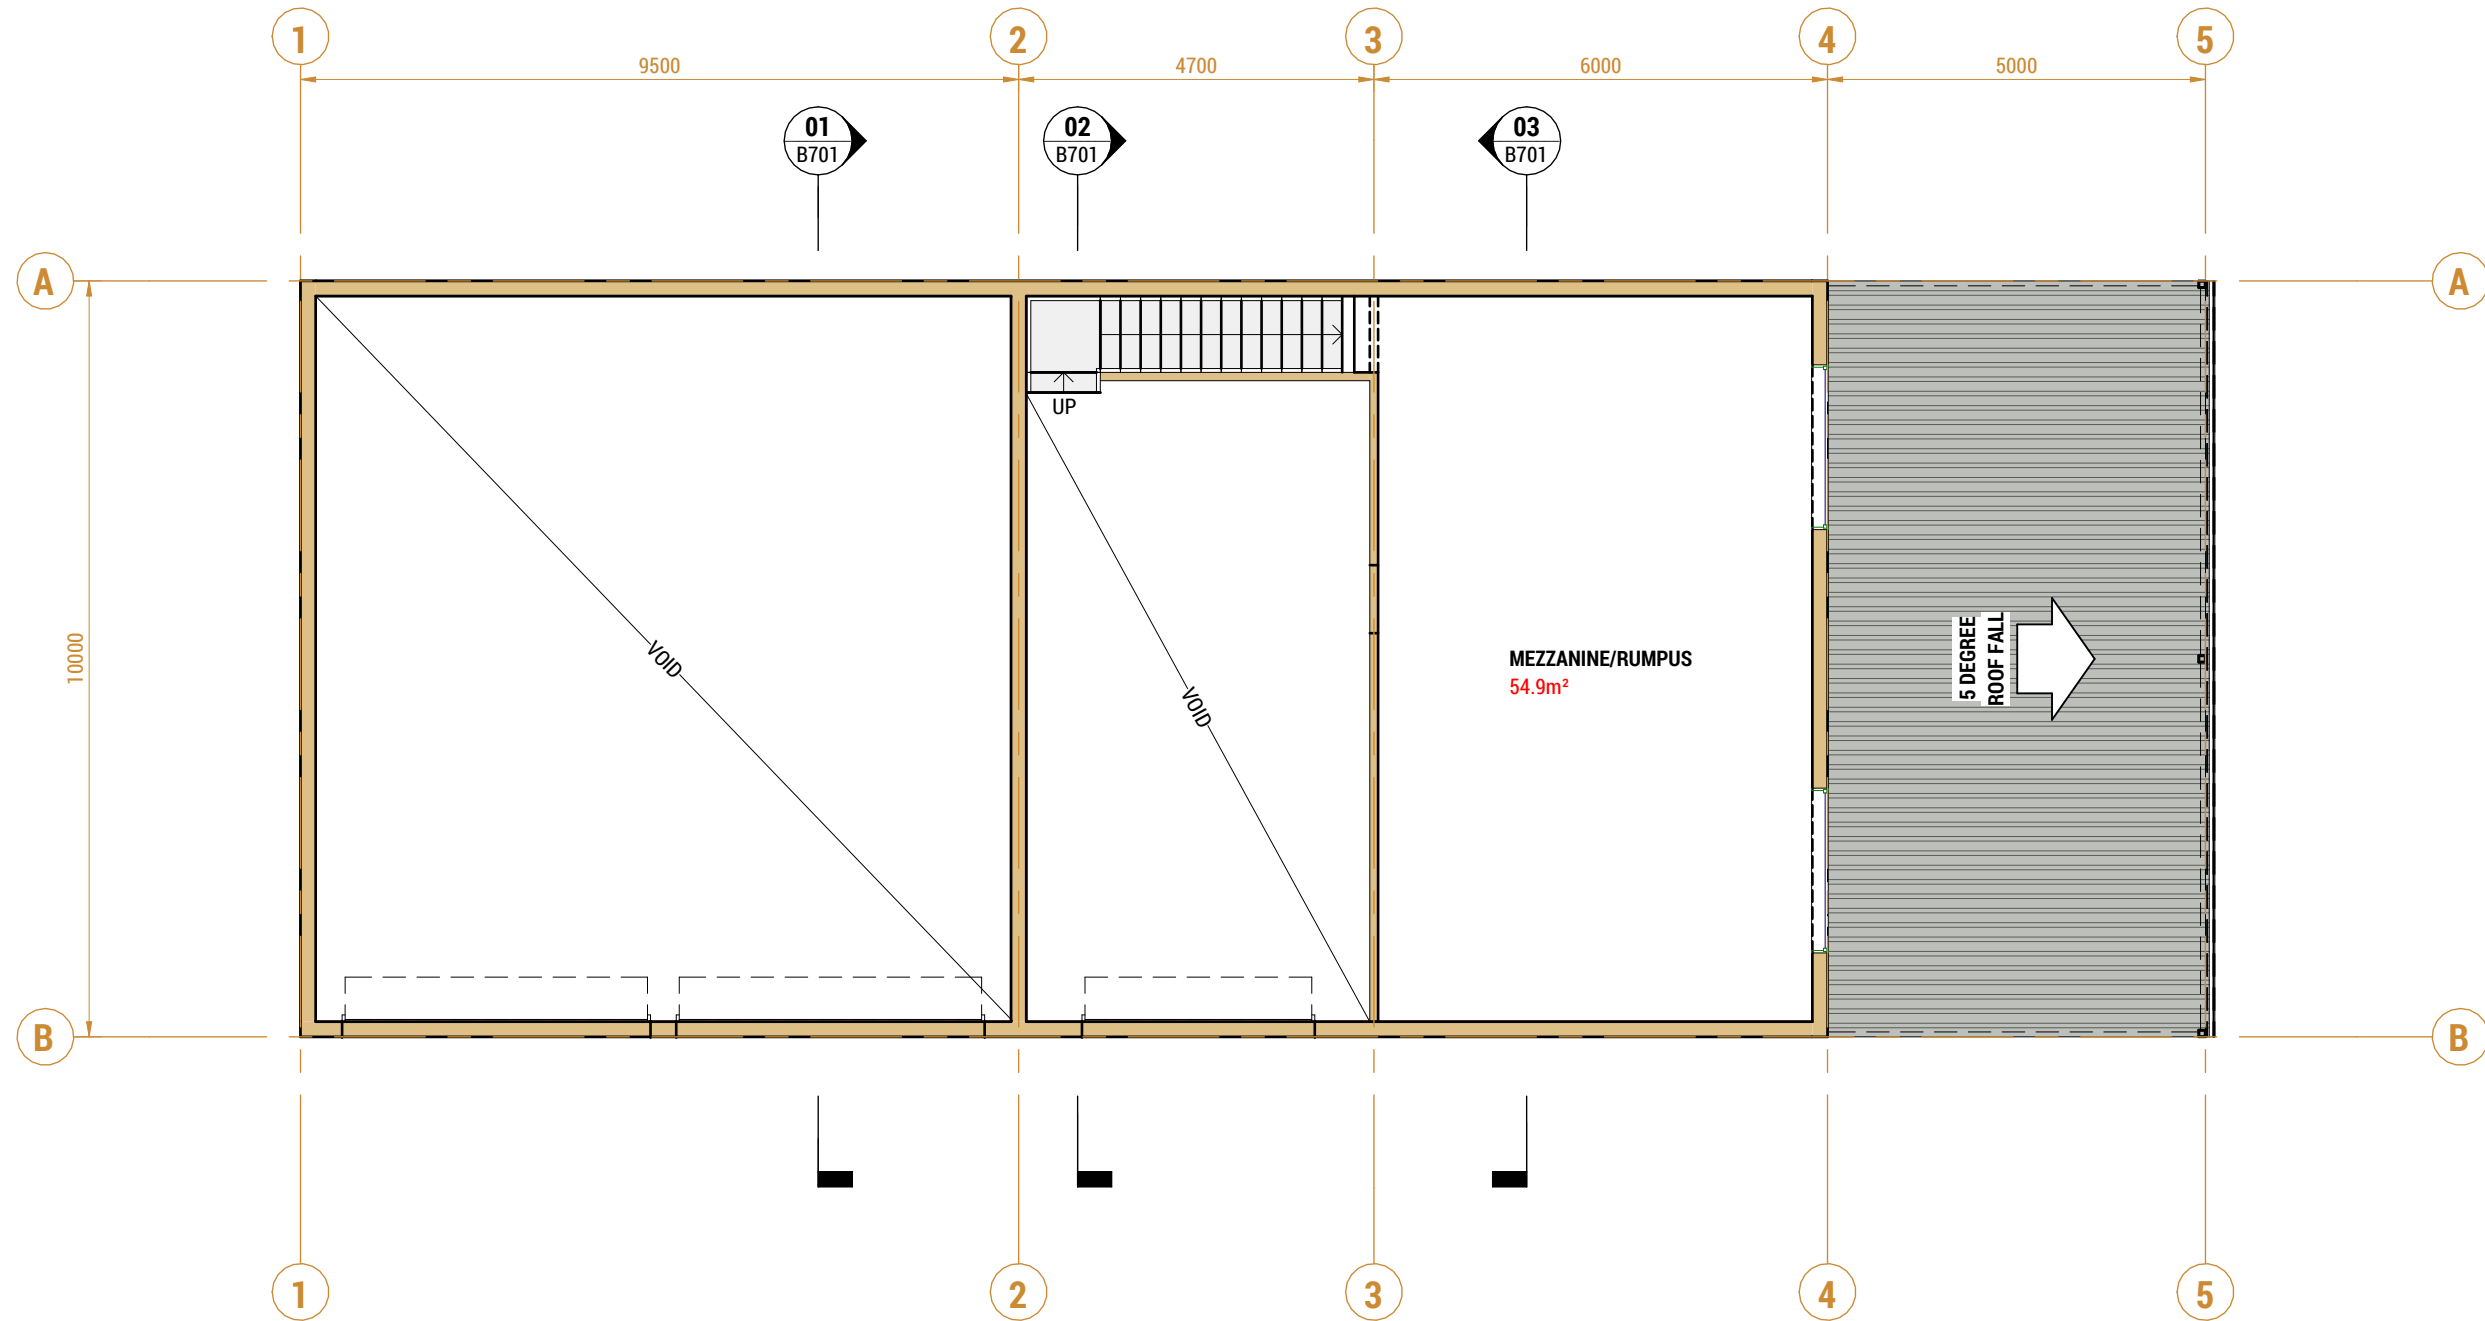 1 2 3 4 5
9500 4700 6000 5000
01 02 03
B701 B701 B701
A A
UP
10000
VOID
VOID
MEZZANINE/RUMPUS
54.9m²
5 DEGREE
ROOF FALL
B B
1 2 3 4 5